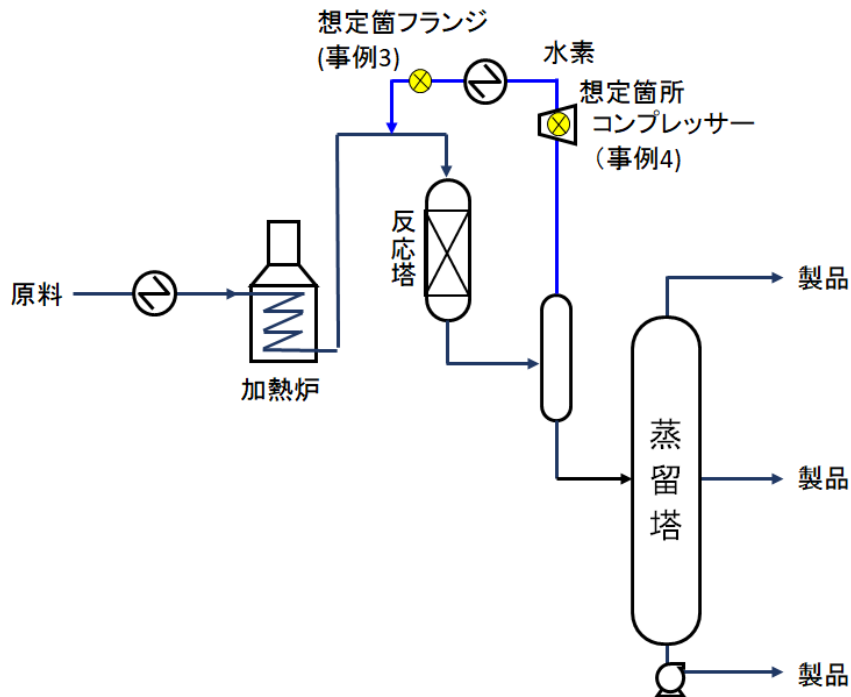 想定箇フランジ
(事例3)
水素
想定箇所
コンプレッサー
（事例4）
反応塔
原料
加熱炉
製品
蒸留塔
製品
製品